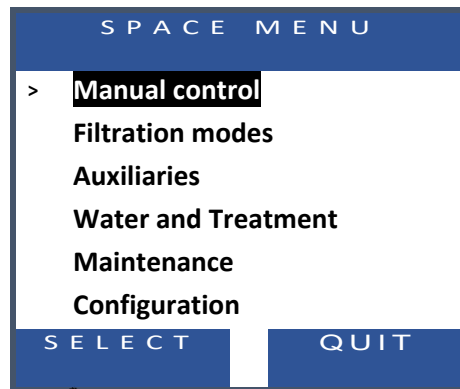 SPACE MENU
> Manual control
Filtration modes
Auxiliaries
Water and Treatment
Maintenance
Configuration
SELECT QUIT